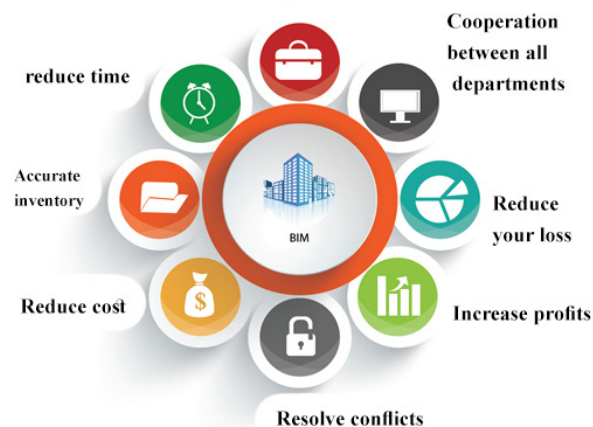 Cooperation
between all
departments
reduce time
Accurate
inventory
BIM
Reduce
your loss
Reduce cost
$
Increase profits
Resolve conflicts